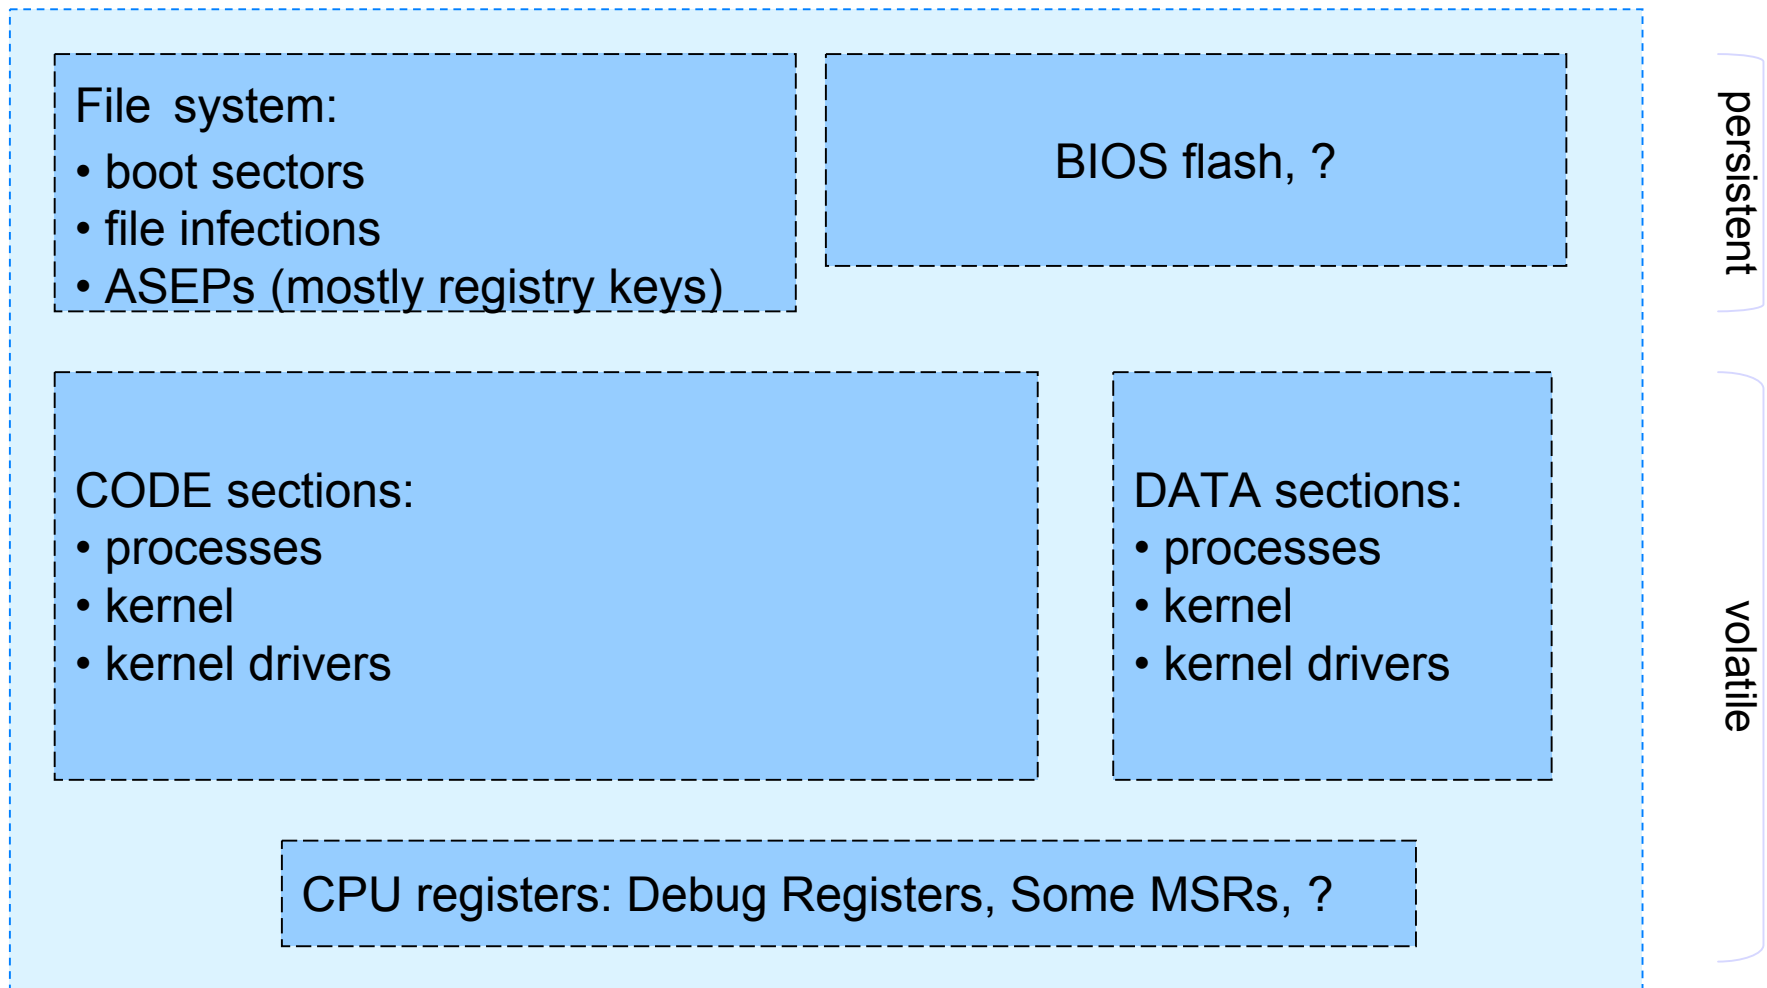 File system:
• boot sectors
• file infections
• ASEPs (mostly registry keys)
BIOS flash, ?
persistent
CODE sections:
• processes
• kernel
• kernel drivers
DATA sections:
• processes
• kernel
• kernel drivers
volatile
CPU registers: Debug Registers, Some MSRs, ?